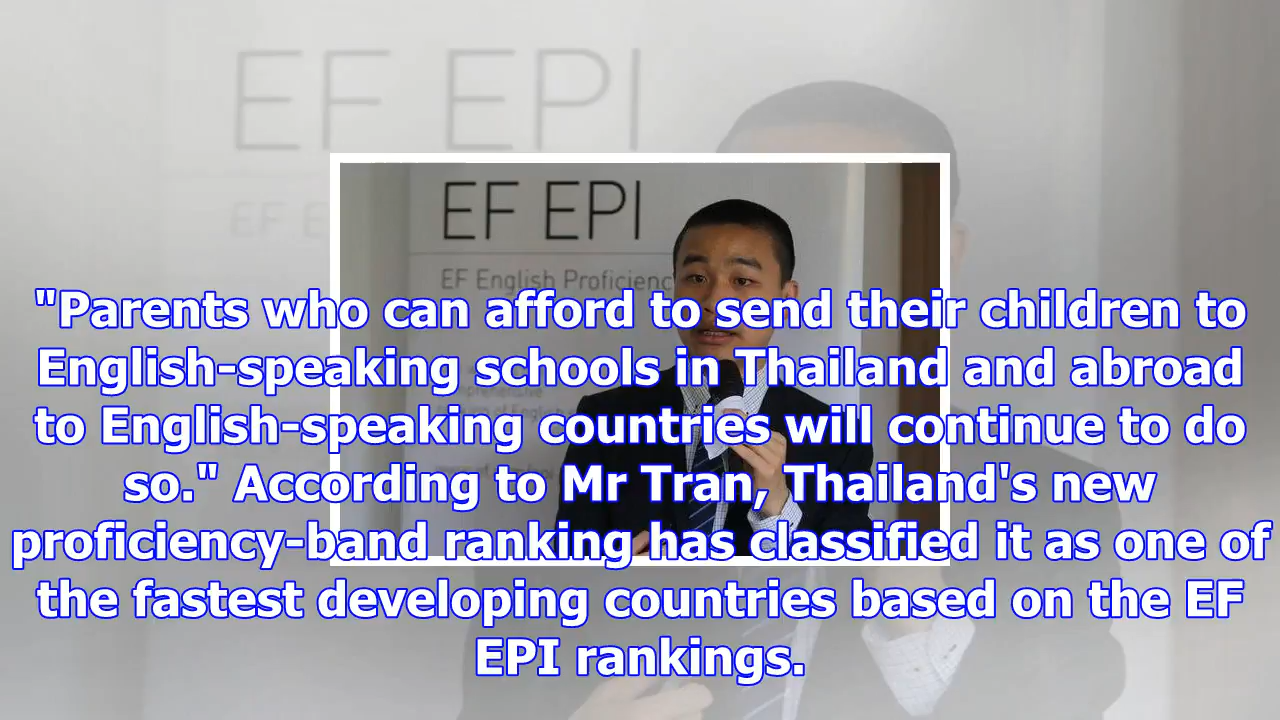 EF EPI
EF E
EF EPI
EF English Proficienc
"Parents who can afford to send their children to
English-speaking schools in Thailand and abroad
to English-speaking countries will continue to do
so." According to Mr Tran, Thailand's new
proficiency-band ranking has classified it as one of
the fastest developing countries based on the EF
EPI rankings.